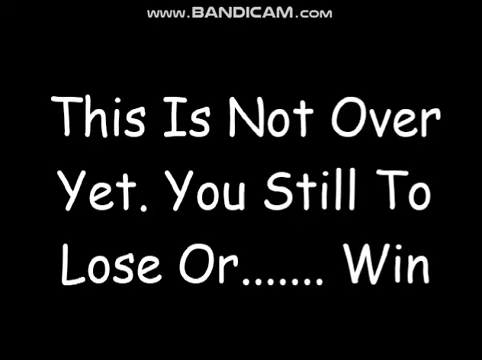 www.BANDICAM.com
This Is Not Over
Yet. You Still To
Lose Or....... Win